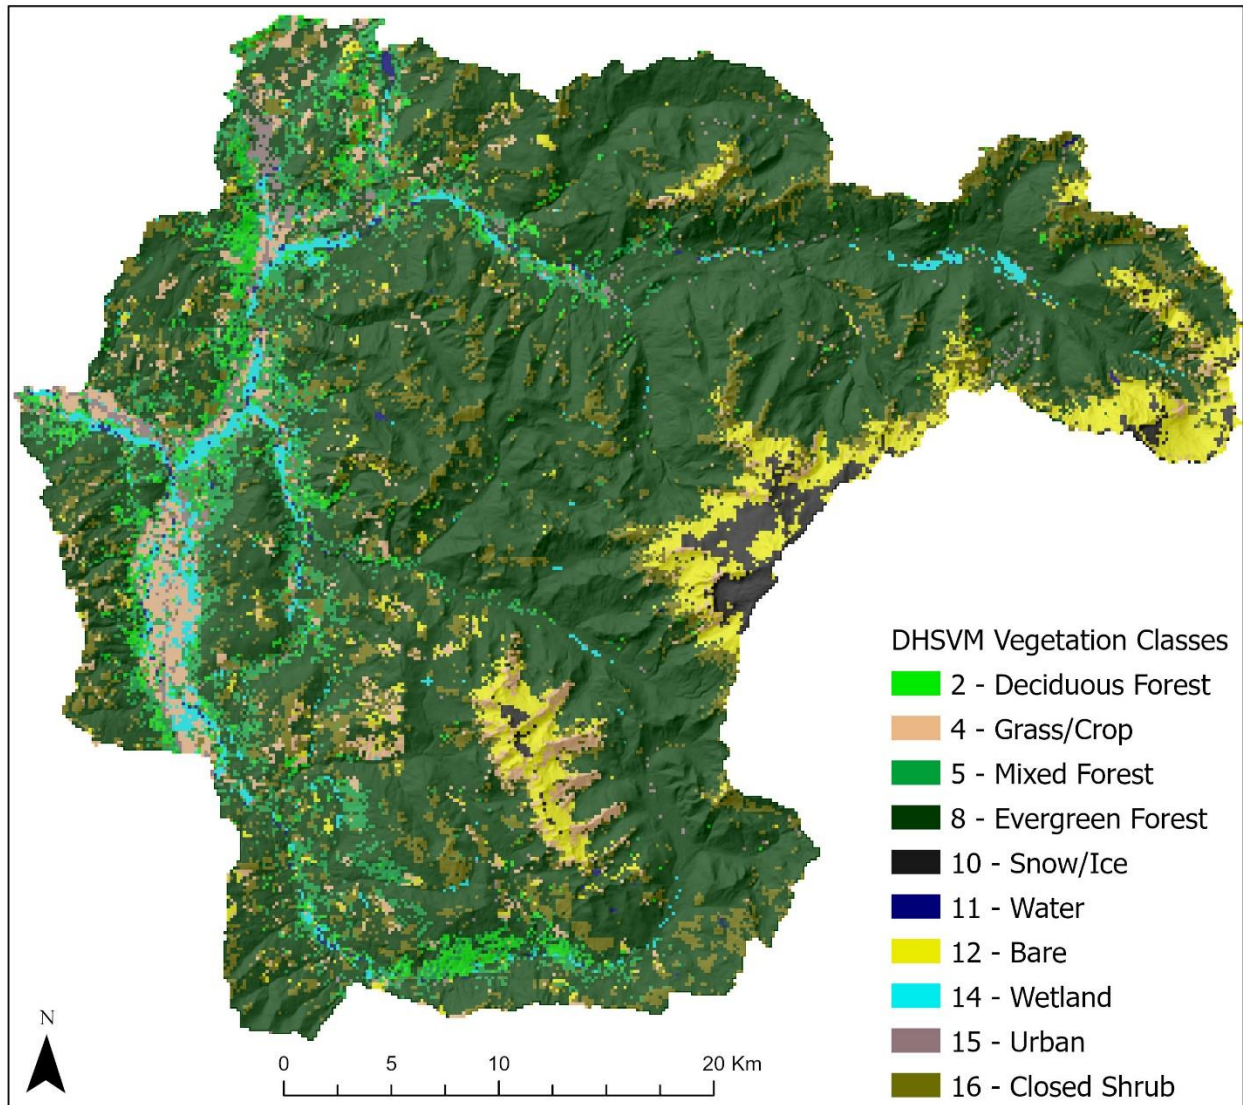 DHSVM Vegetation Classes
2 - Deciduous Forest
4 - Grass/Crop
5 - Mixed Forest
8 - Evergreen Forest
10 - Snow/Ice
11 - Water
12 - Bare
14 - Wetland
15 - Urban
16 - Closed Shrub
N
0 5 10 20 Km